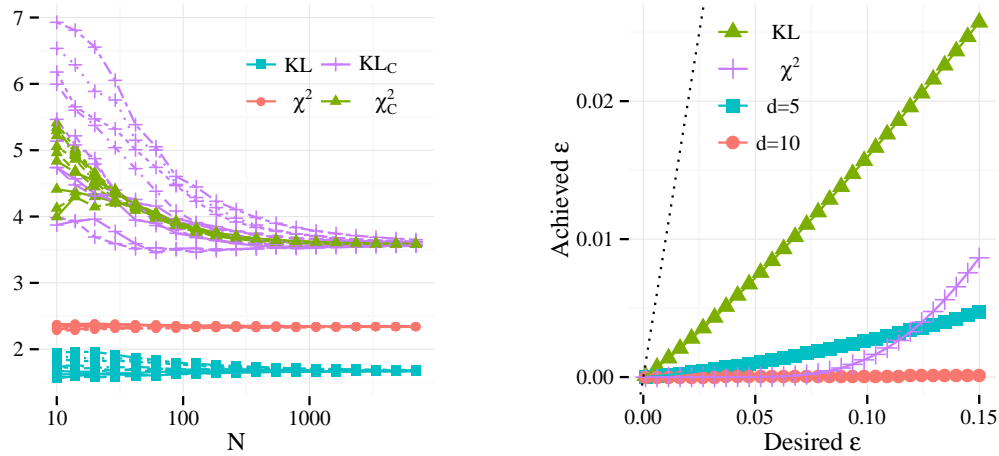 7
6
5
4
3
2
KL KL_C
χ² χ²_C
10 100 1000
N
Achieved ε
0.02
0.01
0.00
KL
χ²
d=5
d=10
0.00 0.05 0.10 0.15
Desired ε